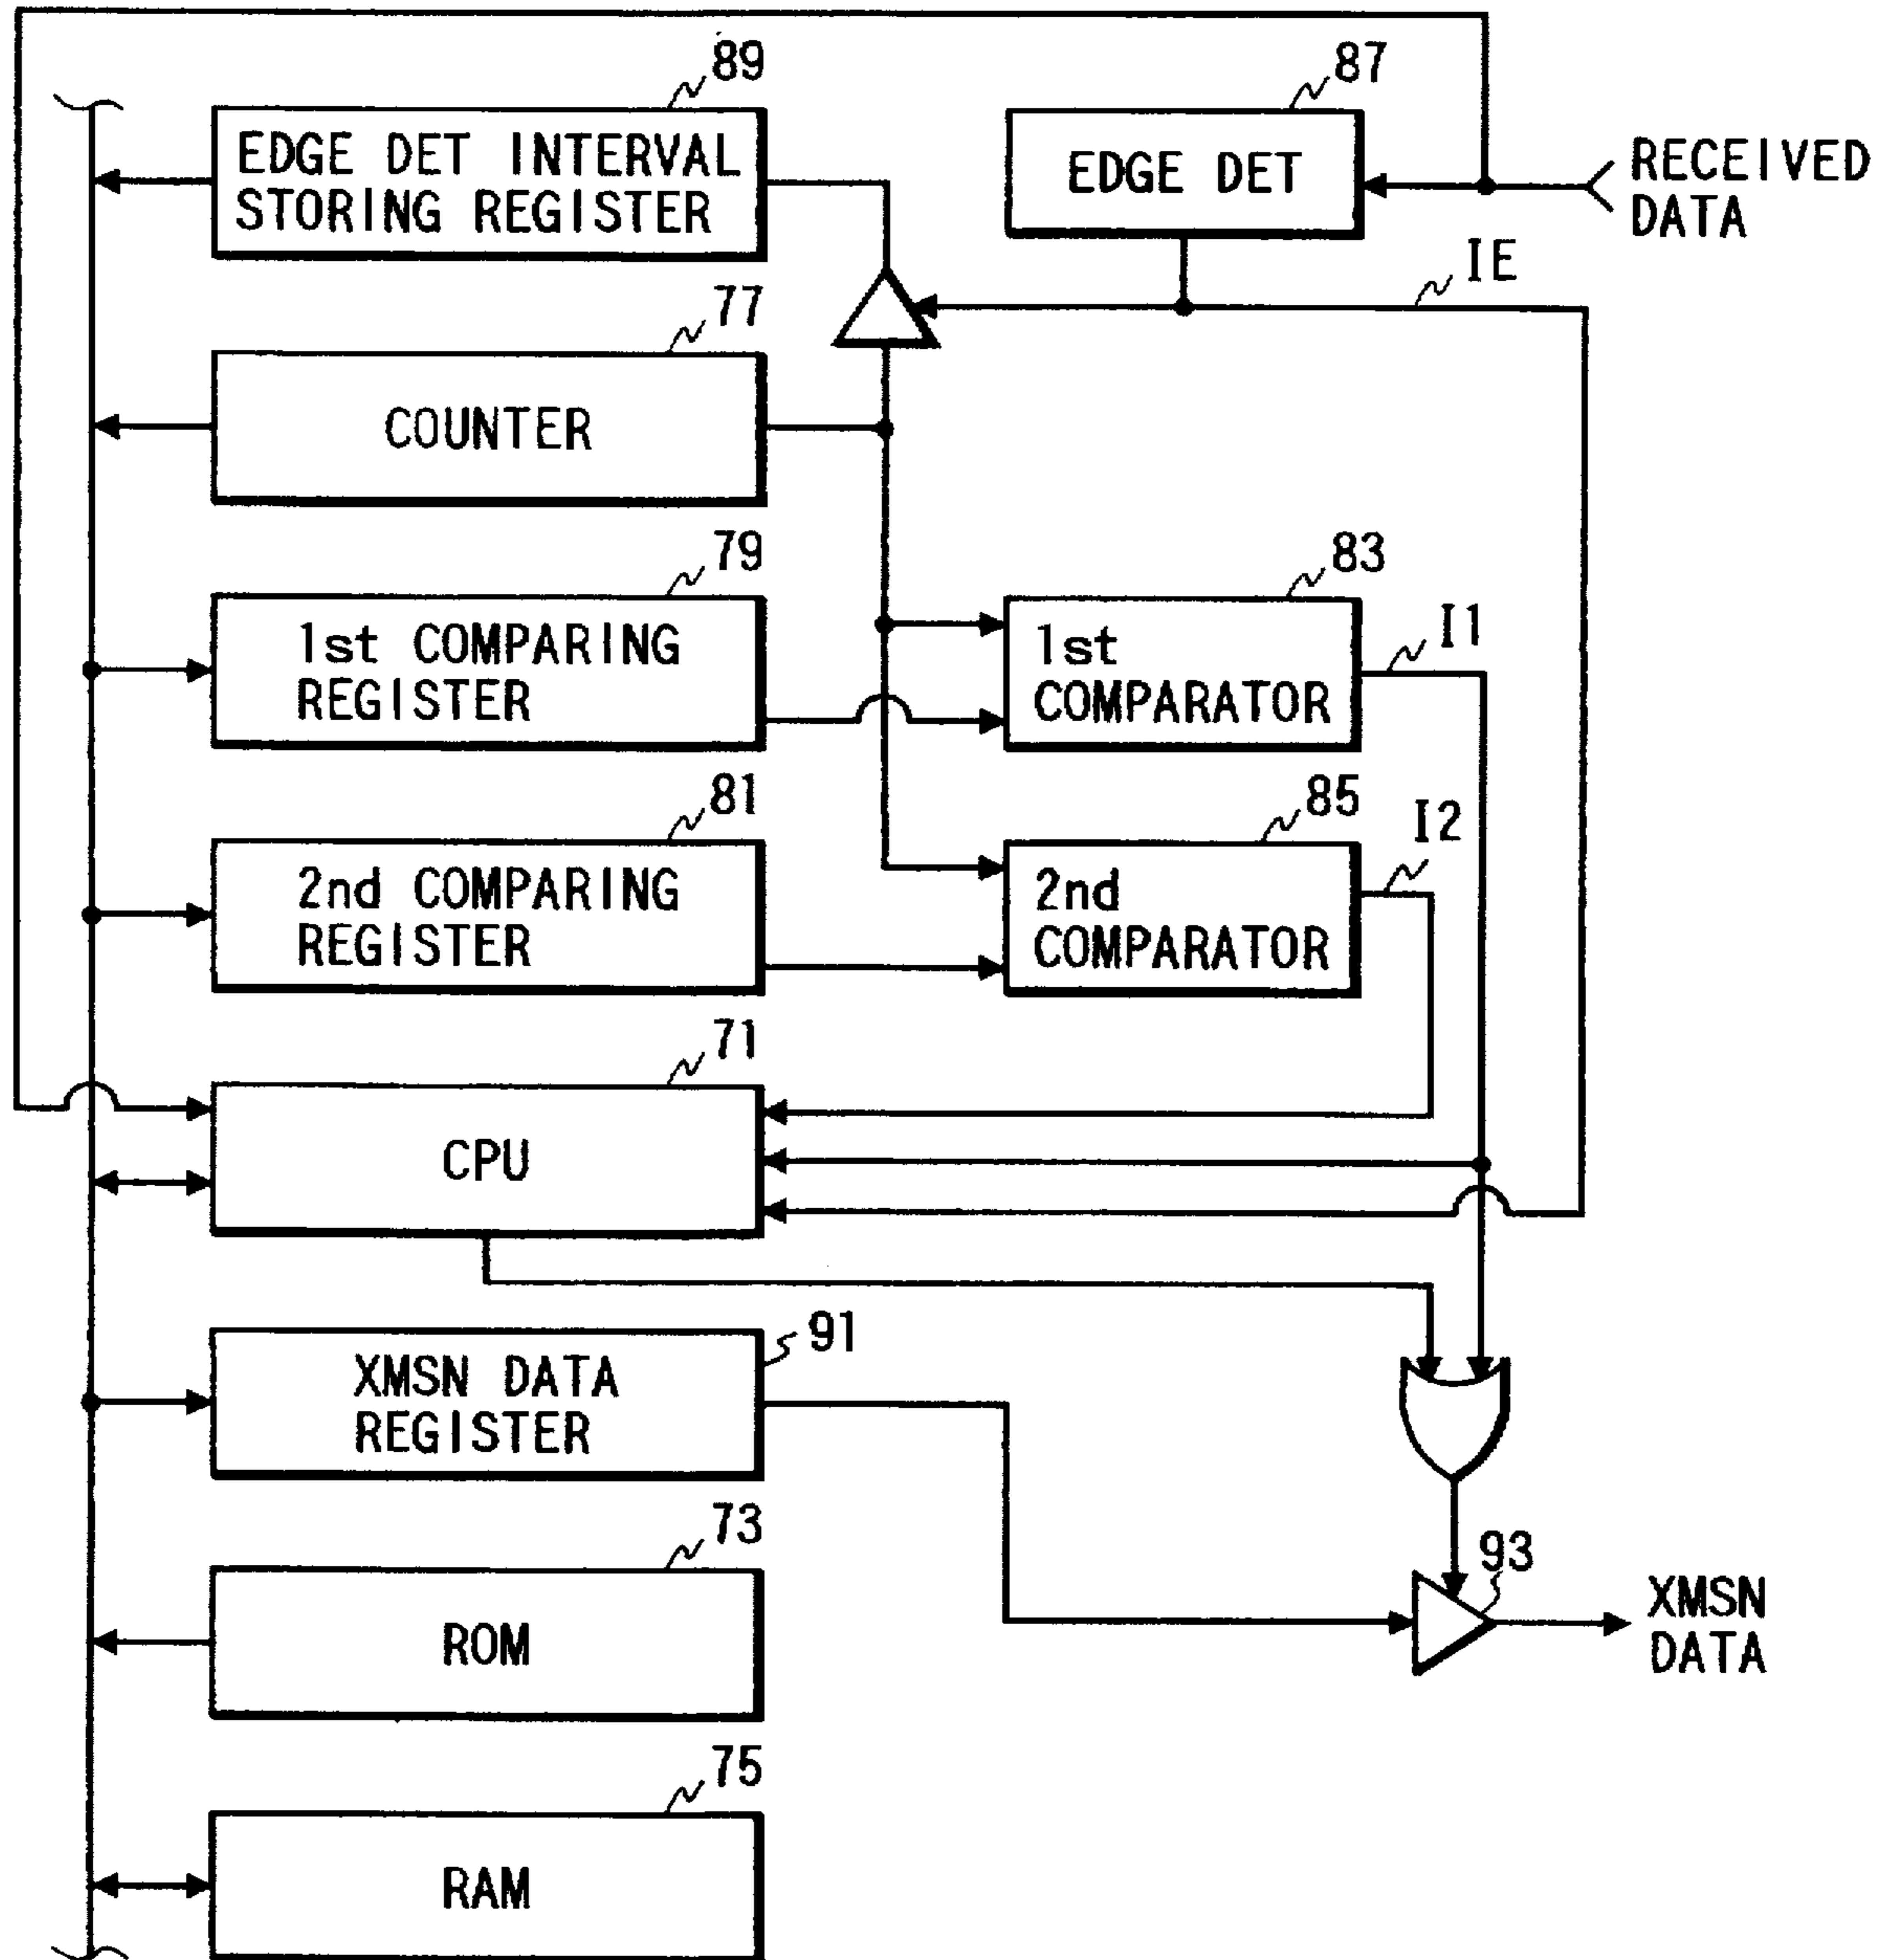 89
EDGE DET INTERVAL
STORING REGISTER
87
EDGE DET
RECEIVED
DATA
IE
77
COUNTER
79
1st COMPARING
REGISTER
83
1st
COMPARATOR
I1
81
2nd COMPARING
REGISTER
85
2nd
COMPARATOR
I2
71
CPU
91
XMSN DATA
REGISTER
73
ROM
93
XMSN
DATA
75
RAM